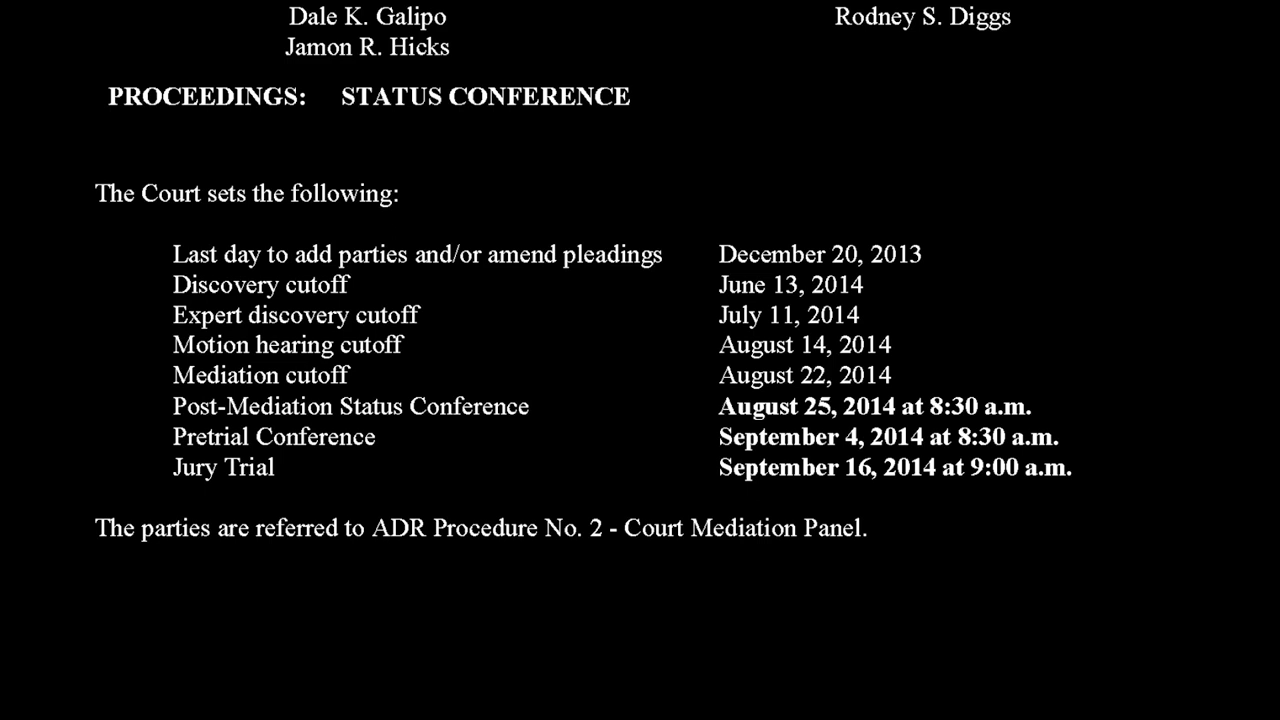 Dale K. Galipo Rodney S. Diggs
Jamon R. Hicks
PROCEEDINGS: STATUS CONFERENCE
The Court sets the following:
Last day to add parties and/or amend pleadings December 20, 2013
Discovery cutoff June 13, 2014
Expert discovery cutoff July 11, 2014
Motion hearing cutoff August 14, 2014
Mediation cutoff August 22, 2014
Post-Mediation Status Conference August 25, 2014 at 8:30 a.m.
Pretrial Conference September 4, 2014 at 8:30 a.m.
Jury Trial September 16, 2014 at 9:00 a.m.
The parties are referred to ADR Procedure No. 2 - Court Mediation Panel.